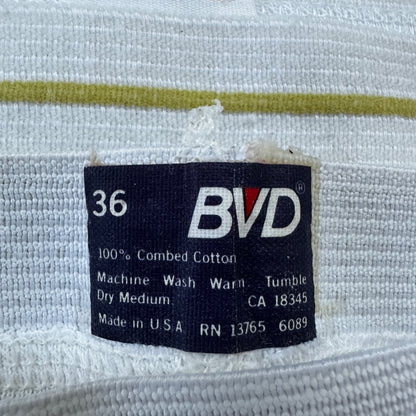 36 BVD®
100% Combed Cotton
Machine Wash Warm. Tumble
Dry Medium. CA 18345
Made in U.S.A RN 13765 6089